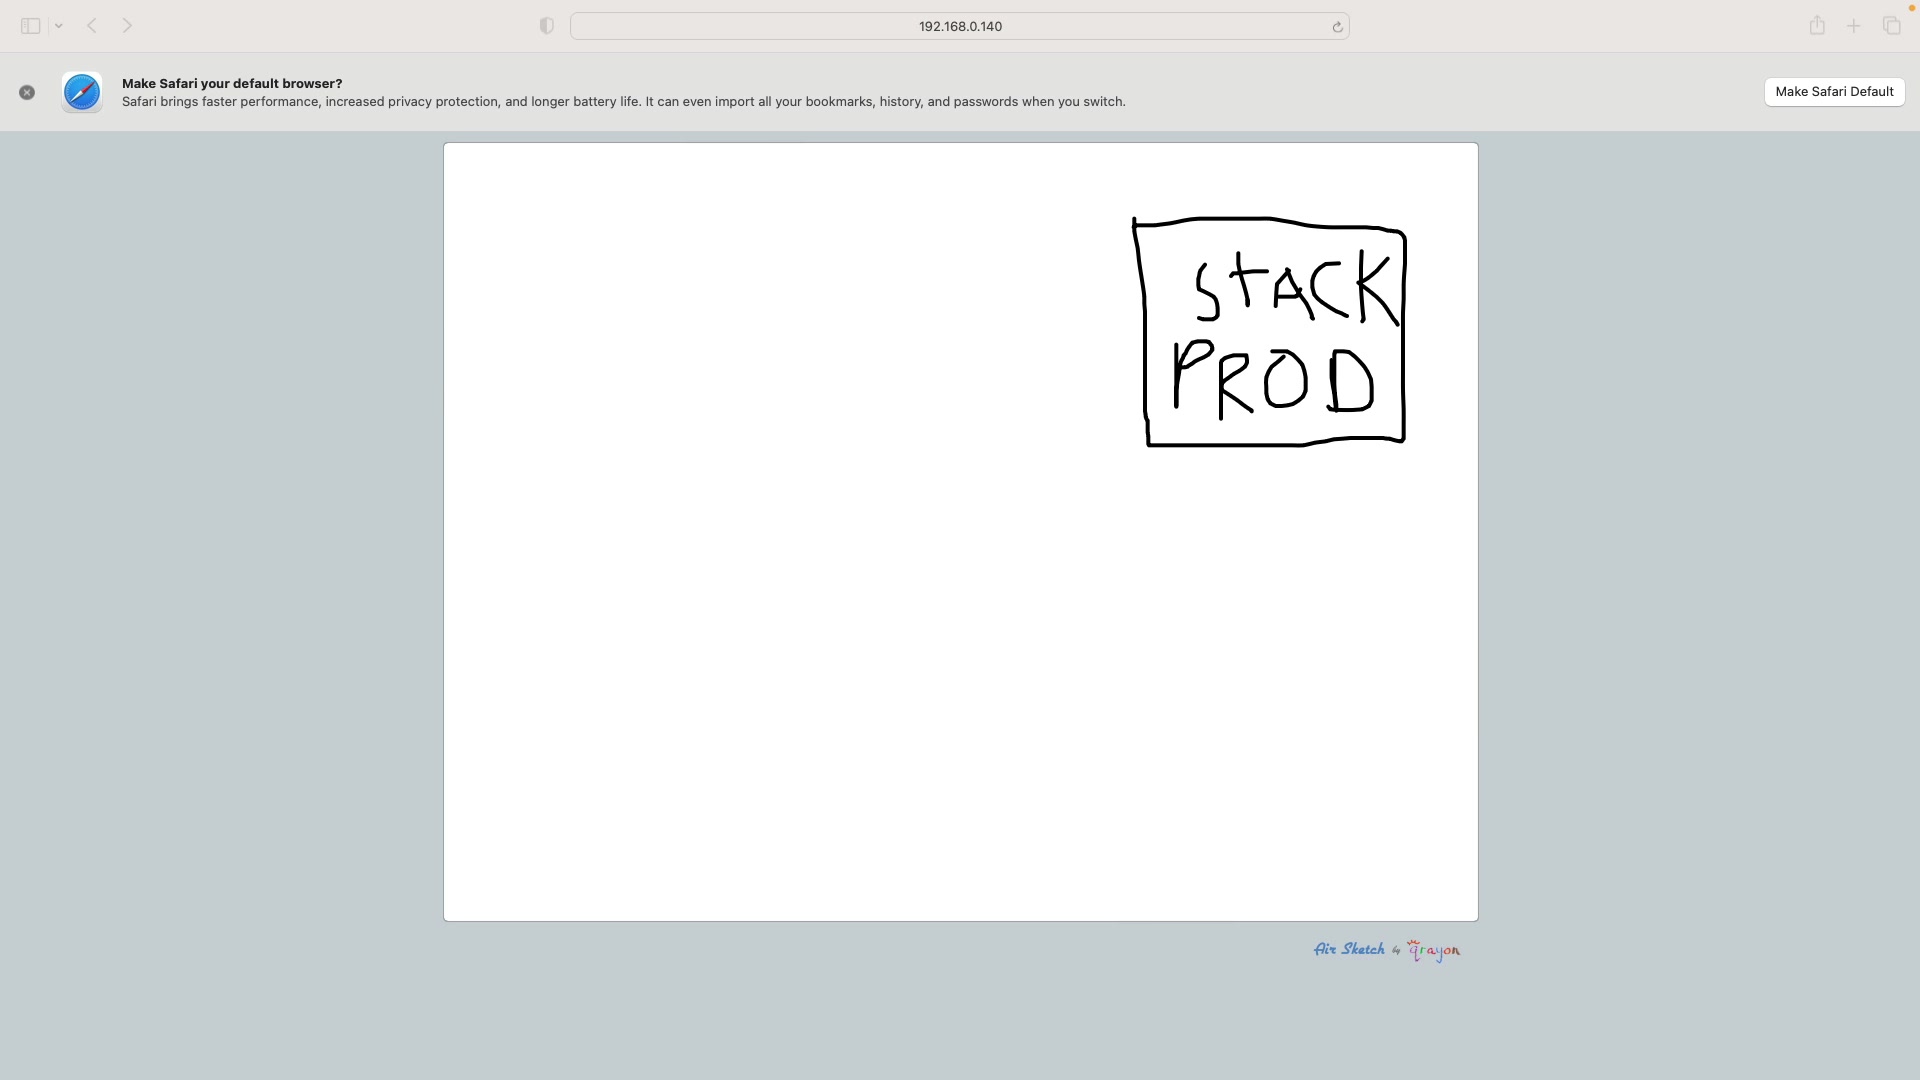 192.168.0.140
Make Safari your default browser?
Safari brings faster performance, increased privacy protection, and longer battery life. It can even import all your bookmarks, history, and passwords when you switch.
Make Safari Default
STACK
PROD
Air Sketch by qrayon